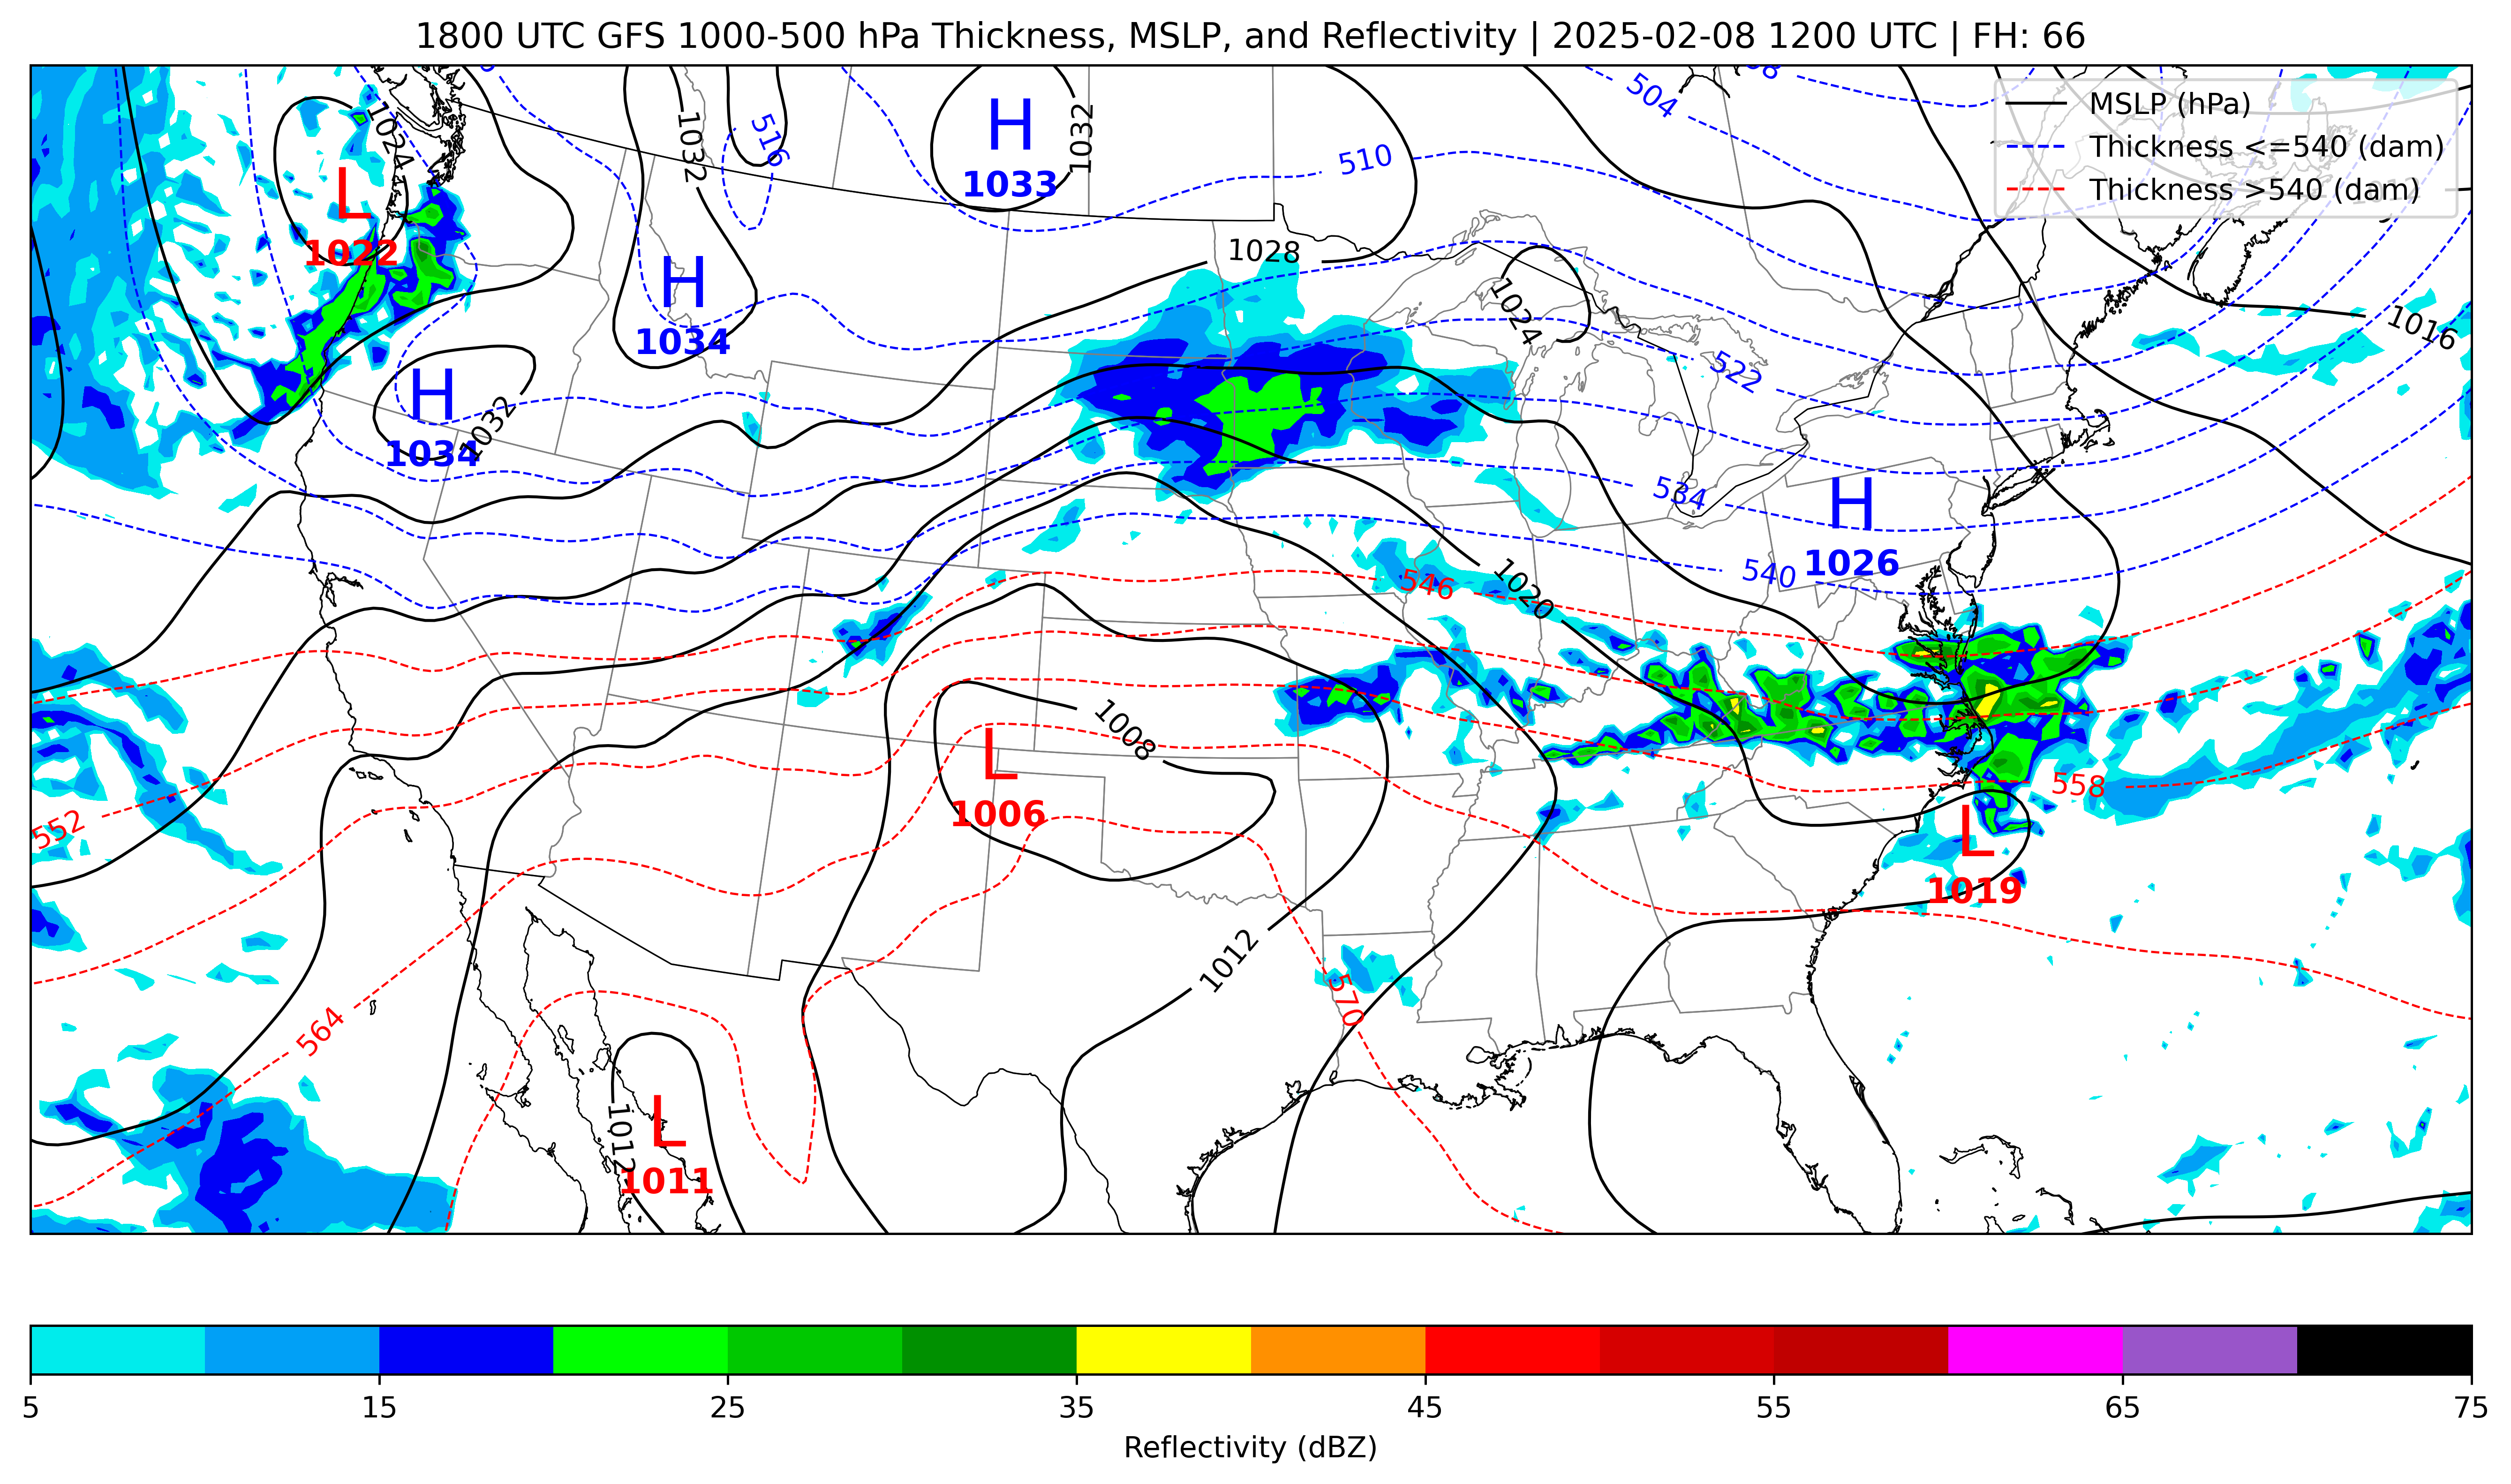 1800 UTC GFS 1000-500 hPa Thickness, MSLP, and Reflectivity | 2025-02-08 1200 UTC | FH: 66
MSLP (hPa)
Thickness <=540 (dam)
Thickness >540 (dam)
504
1024
1032
516
H
1033
1032
510
L
1022
1028
H
1034
1024
1016
522
H
1034
1032
534
H
1026
540
546
1020
1008
L
1006
558
552
L
1019
1012
570
564
1012
L
1011
5
15
25
35
45
55
65
75
Reflectivity (dBZ)